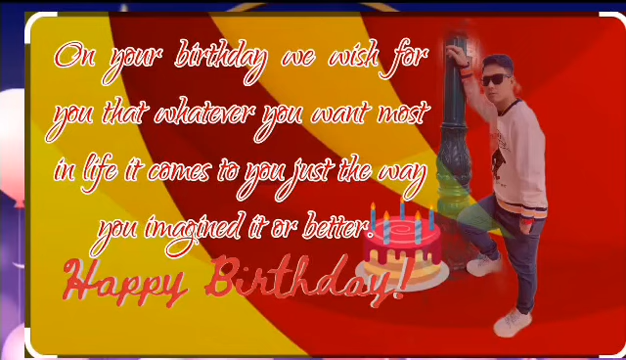 On your birthday we wish for
you that whatever you want most
in life it comes to you just the way
you imagined it or better.
Happy Birthday!